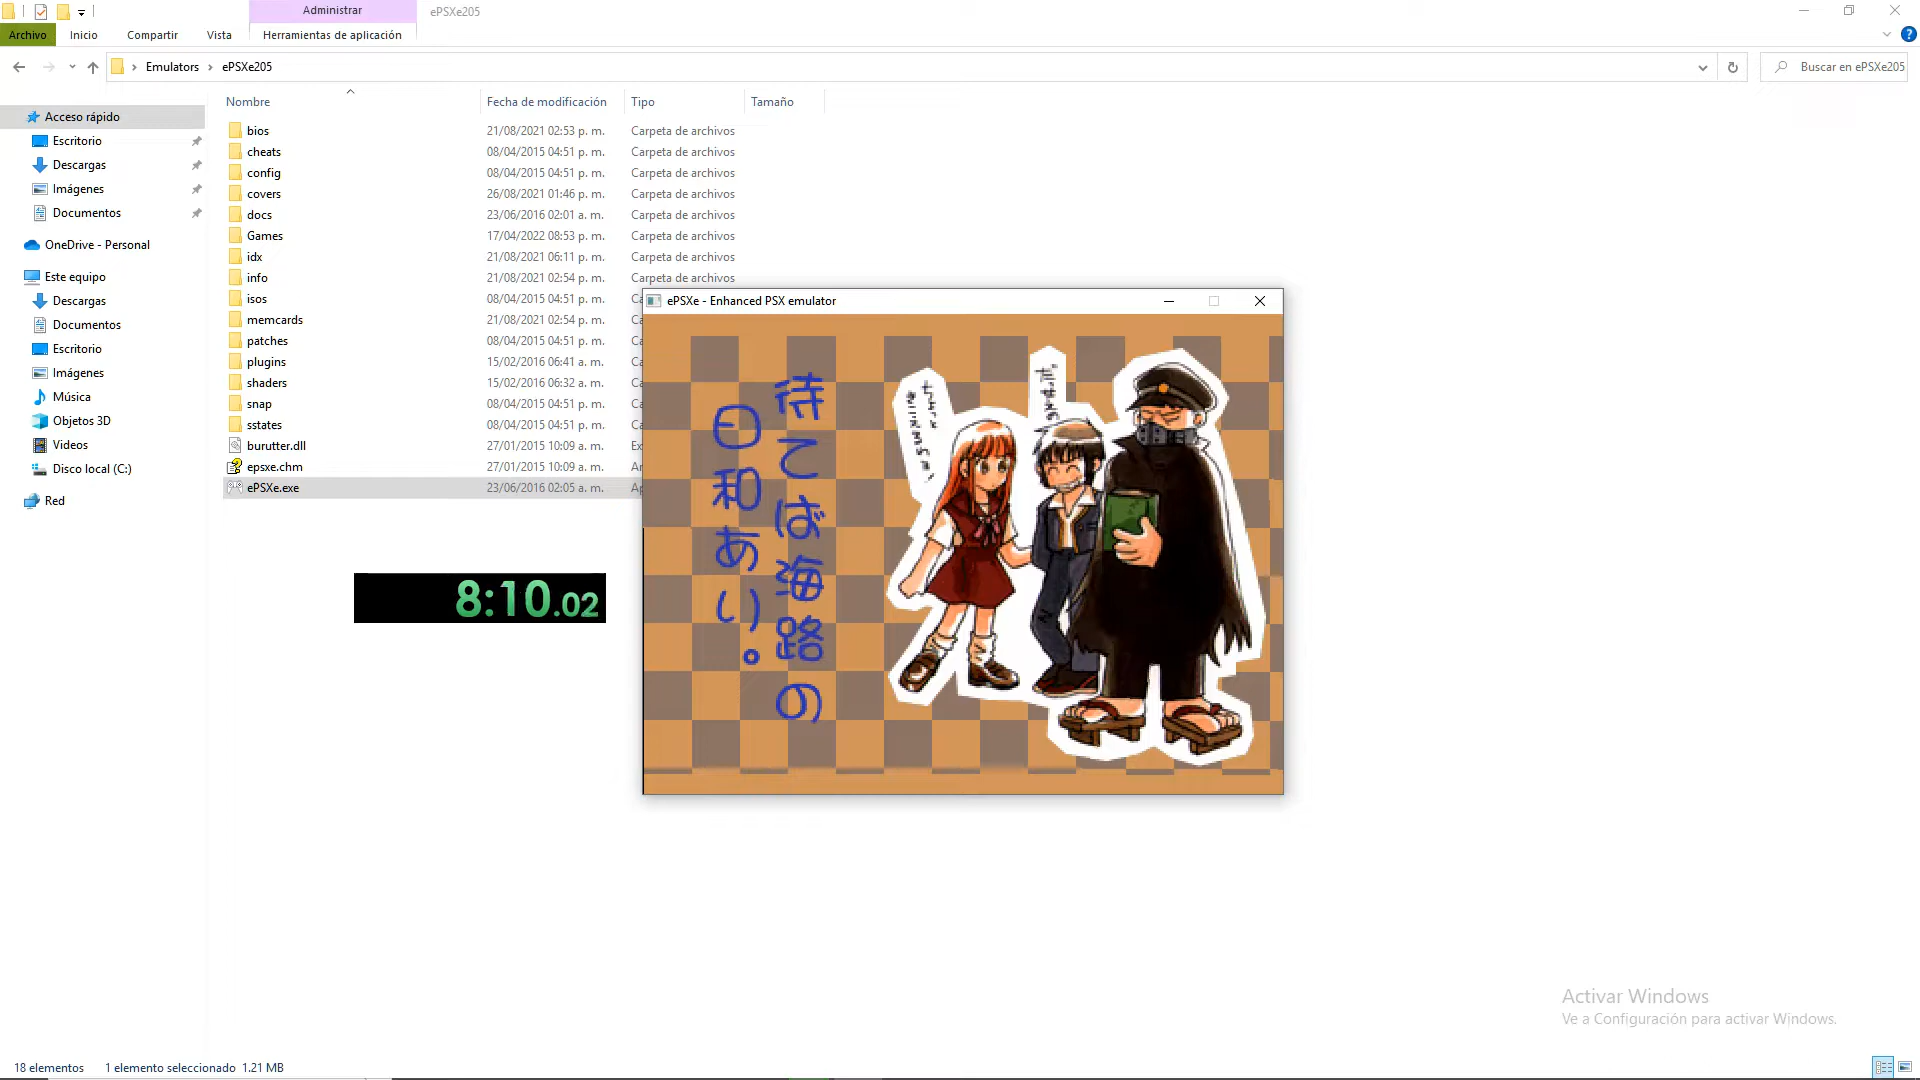 Administrar
ePSXe205
Archivo
Inicio
Compartir
Vista
Herramientas de aplicación
Emulators
ePSXe205
Buscar en ePSXe205
Nombre
Fecha de modificación
Tipo
Tamaño
Acceso rápido
Escritorio
Descargas
Imágenes
Documentos
OneDrive - Personal
Este equipo
Descargas
Documentos
Escritorio
Imágenes
Música
Objetos 3D
Videos
Disco local (C:)
Red
bios 21/08/2021 02:53 p. m. Carpeta de archivos
cheats 08/04/2015 04:51 p. m. Carpeta de archivos
config 08/04/2015 04:51 p. m. Carpeta de archivos
covers 26/08/2021 01:46 p. m. Carpeta de archivos
docs 23/06/2016 02:01 a. m. Carpeta de archivos
Games 17/04/2022 08:53 p. m. Carpeta de archivos
idx 21/08/2021 06:11 p. m. Carpeta de archivos
info 21/08/2021 02:54 p. m. Carpeta de archivos
isos 08/04/2015 04:51 p. m. Ca
memcards 21/08/2021 02:54 p. m. Ca
patches 08/04/2015 04:51 p. m. Ca
plugins 15/02/2016 06:41 a. m. Ca
shaders 15/02/2016 06:32 a. m. Ca
snap 08/04/2015 04:51 p. m. Ca
sstates 08/04/2015 04:51 p. m. Ca
burutter.dll 27/01/2015 10:09 a. m. Ex
epsxe.chm 27/01/2015 10:09 a. m. Ar
ePSXe.exe 23/06/2016 02:05 a. m. Ap
8:10.02
ePSXe - Enhanced PSX emulator
待てば海路の
日和あり。
Activar Windows
Ve a Configuración para activar Windows.
18 elementos
1 elemento seleccionado 1.21 MB